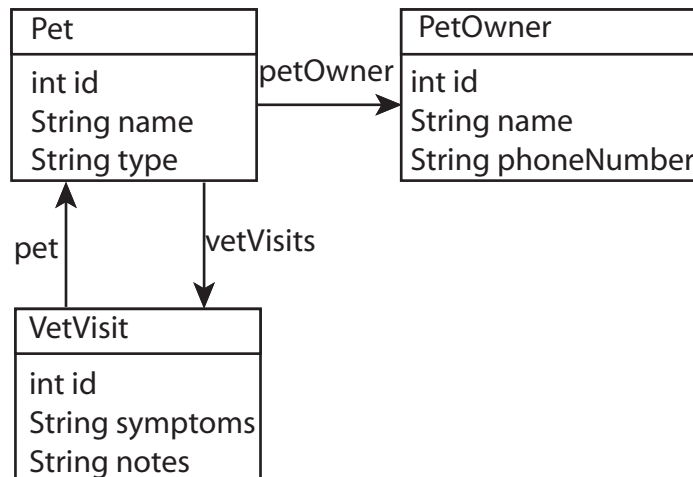 Pet
int id
String name
String type
petOwner
PetOwner
int id
String name
String phoneNumber
pet
vetVisits
VetVisit
int id
String symptoms
String notes